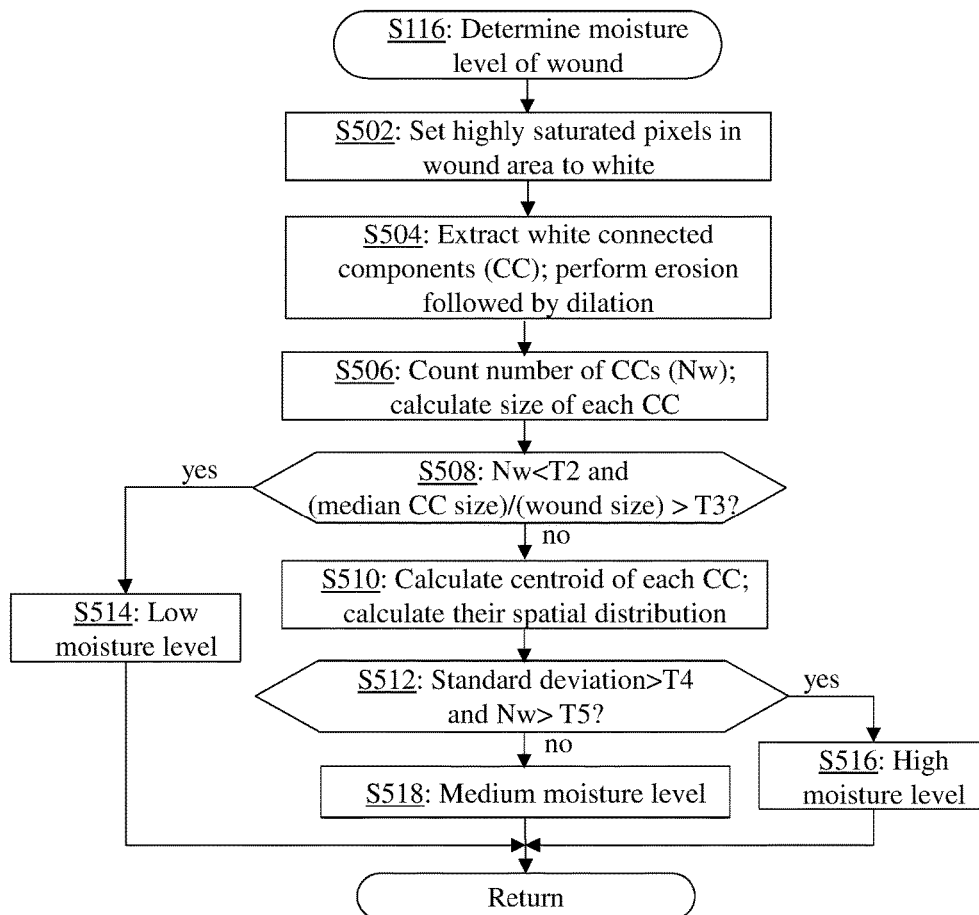 S116: Determine moisture
level of wound
S502: Set highly saturated pixels in
wound area to white
S504: Extract white connected
components (CC); perform erosion
followed by dilation
S506: Count number of CCs (Nw);
calculate size of each CC
yes
S508: Nw<T2 and
(median CC size)/(wound size) > T3?
no
S510: Calculate centroid of each CC;
calculate their spatial distribution
S514: Low
moisture level
S512: Standard deviation>T4
and Nw> T5?
yes
no
S516: High
moisture level
S518: Medium moisture level
Return